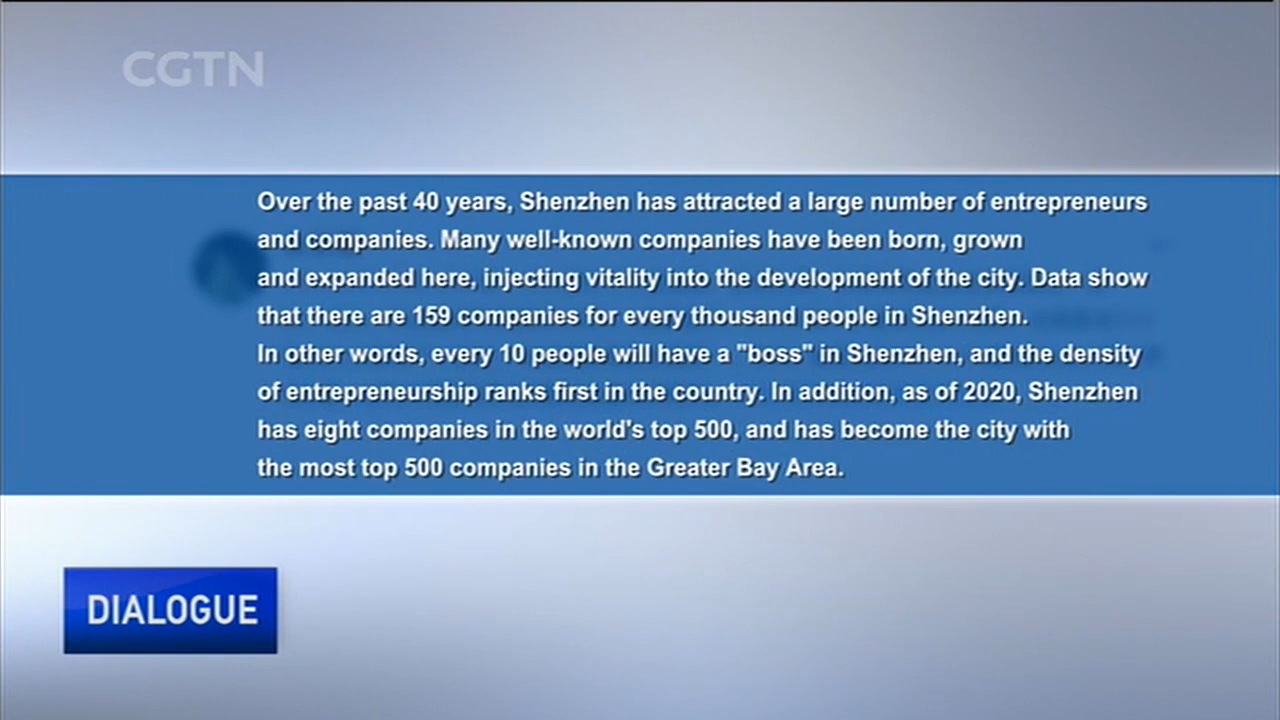 CGTN
Over the past 40 years, Shenzhen has attracted a large number of entrepreneurs
and companies. Many well-known companies have been born, grown
and expanded here, injecting vitality into the development of the city. Data show
that there are 159 companies for every thousand people in Shenzhen.
In other words, every 10 people will have a "boss" in Shenzhen, and the density
of entrepreneurship ranks first in the country. In addition, as of 2020, Shenzhen
has eight companies in the world's top 500, and has become the city with
the most top 500 companies in the Greater Bay Area.
DIALOGUE